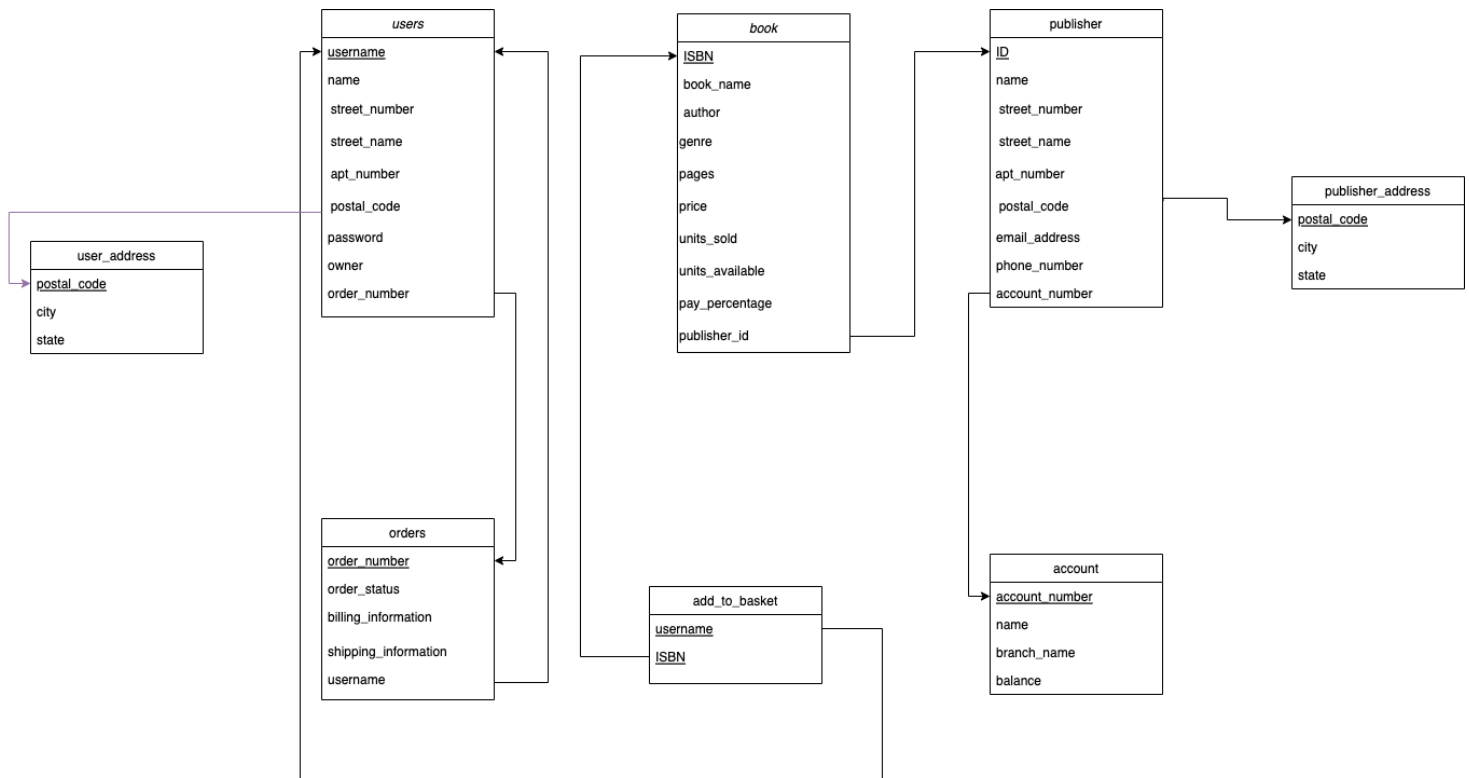 users
username
name
street_number
street_name
apt_number
postal_code
password
owner
order_number
book
ISBN
book_name
author
genre
pages
price
units_sold
units_available
pay_percentage
publisher_id
publisher
ID
name
street_number
street_name
apt_number
postal_code
email_address
phone_number
account_number
publisher_address
postal_code
city
state
user_address
postal_code
city
state
orders
order_number
order_status
billing_information
shipping_information
username
add_to_basket
username
ISBN
account
account_number
name
branch_name
balance